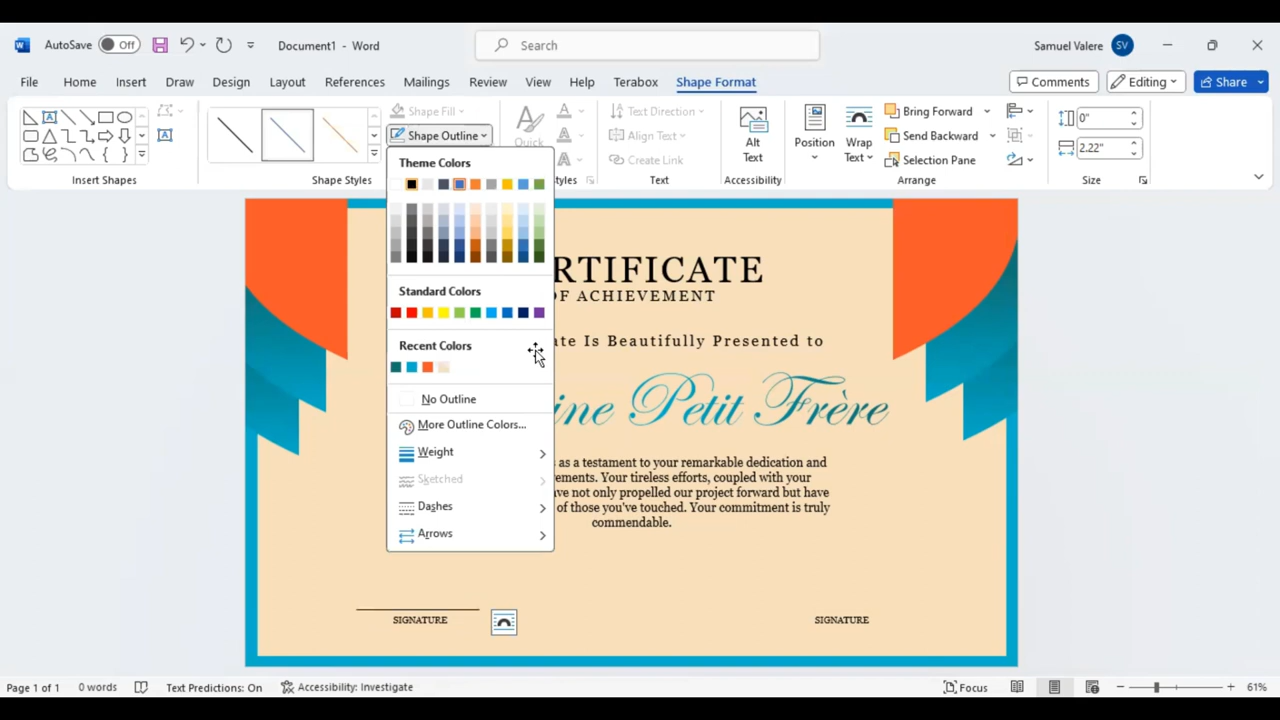 AutoSave Off Document1 - Word Search Samuel Valere SV
File Home Insert Draw Design Layout References Mailings Review View Help Terabox Shape Format Comments Editing Share
Shape Fill
Shape Outline
Quick
Text Direction
Align Text
Create Link
Alt Text
Position
Wrap Text
Bring Forward
Send Backward
Selection Pane
0"
2.22"
Insert Shapes Shape Styles yles Text Accessibility Arrange Size
Theme Colors
Standard Colors
Recent Colors
No Outline
More Outline Colors...
Weight
Sketched
Dashes
Arrows
RTIFICATE
OF ACHIEVEMENT
ate Is Beautifully Presented to
ine Petit Frère
as a testament to your remarkable dedication and
ements. Your tireless efforts, coupled with your
ve not only propelled our project forward but have
of those you've touched. Your commitment is truly
commendable.
SIGNATURE SIGNATURE
Page 1 of 1 0 words Text Predictions: On Accessibility: Investigate Focus 61%